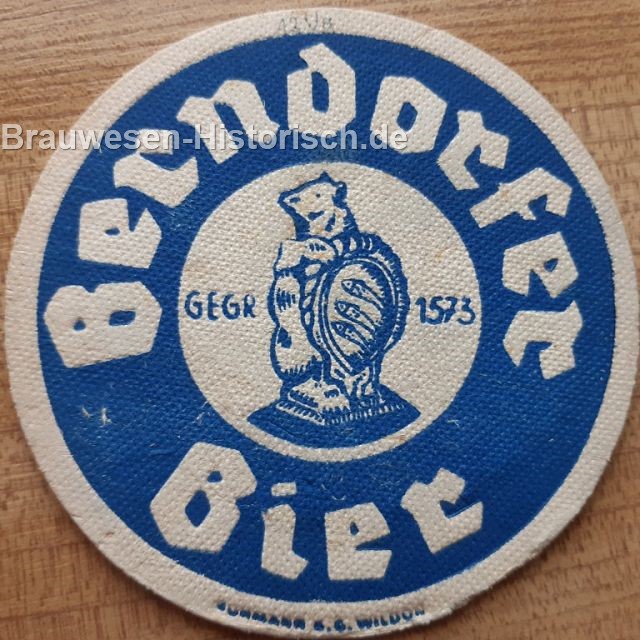 Brauwesen-Historisch.de
Berndorfer
GEGR 1573
Bier